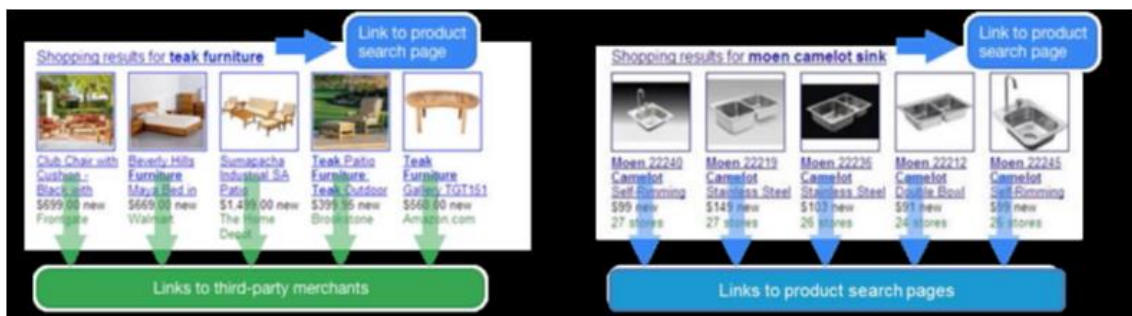 Link to product
search page
Shopping results for teak furniture
Club Chair with
Cushion -
Black with
$699.00 new
Frontgate
Beverly Hills
Furniture
Maya Bed in
$669.00 new
Walmart
Sumapacha
Industrial SA
Patio
$1,499.00 new
The Home
Depot
Teak Patio
Furniture:
Teak Outdoor
$399.95 new
Brookstone
Teak
Furniture
Gallery TGT151
$560.00 new
Amazon.com
Links to third-party merchants
Link to product
search page
Shopping results for moen camelot sink
Moen 22240
Camelot
Self-Rimming
$99 new
27 stores
Moen 22219
Camelot
Stainless Steel
$149 new
27 stores
Moen 22236
Camelot
Stainless Steel
$103 new
26 stores
Moen 22212
Camelot
Double Bowl
$91 new
24 stores
Moen 22245
Camelot
Self-Rimming
$99 new
26 stores
Links to product search pages